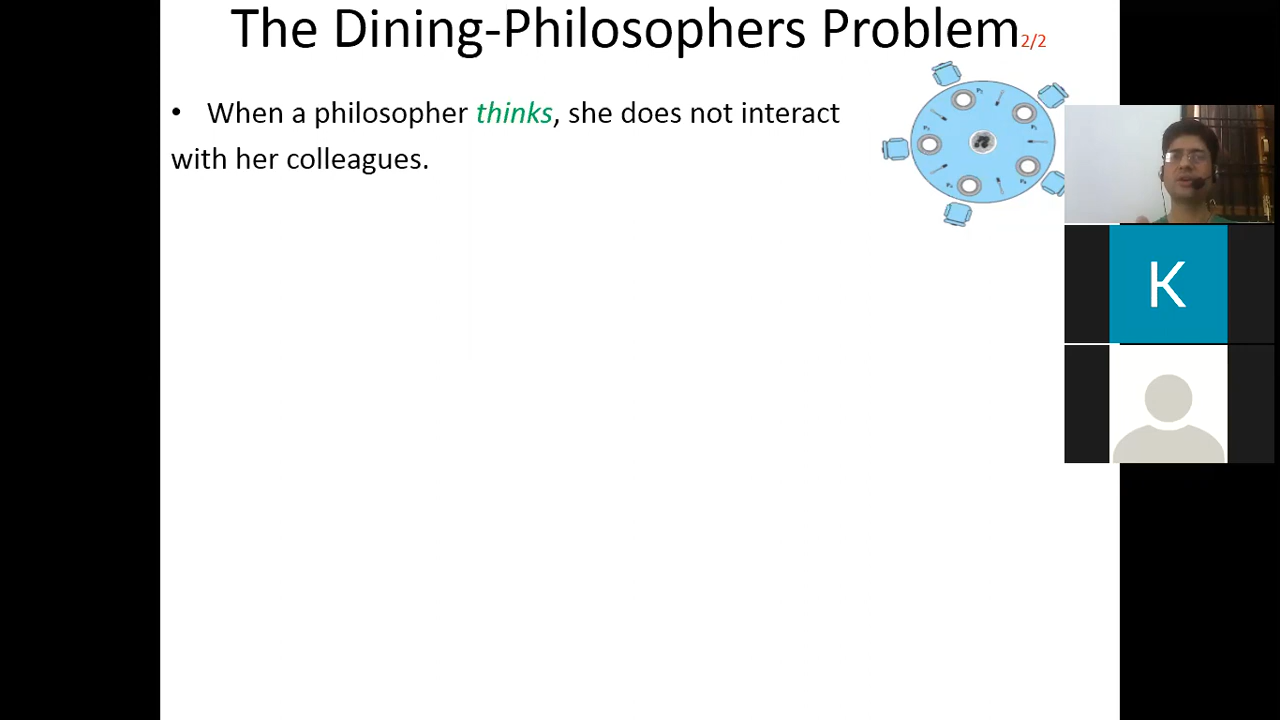 The Dining-Philosophers Problem2/2
• When a philosopher thinks, she does not interact
with her colleagues.
K